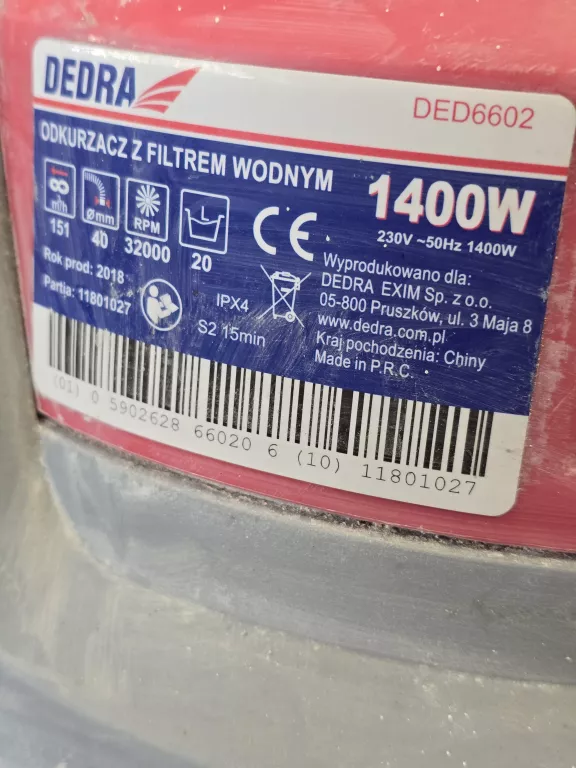 DEDRA
DED6602
ODKURZACZ Z FILTREM WODNYM
1400W
230V ~50Hz 1400W
m³/h
Ømm
RPM
151
40
32000
20
Rok prod: 2018
Partia: 11801027
IPX4
S2 15min
CE
Wyprodukowano dla:
DEDRA EXIM Sp. z o.o.
05-800 Pruszków, ul. 3 Maja 8
www.dedra.com.pl
Kraj pochodzenia: Chiny
Made in P.R.C.
(01) 0 5902628 66020 6 (10) 11801027